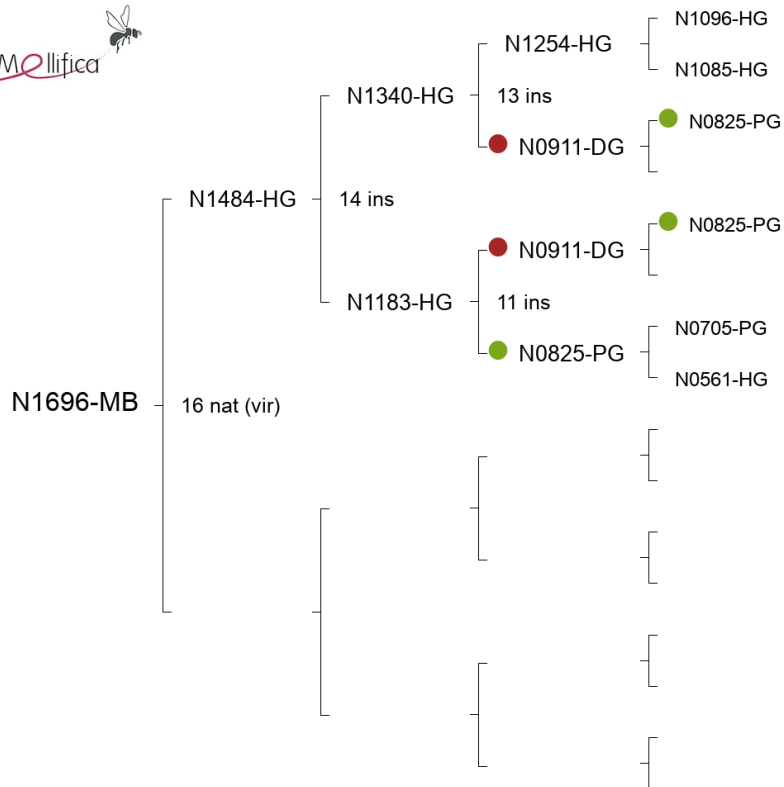 Mellifica
N1096-HG
N1254-HG
N1085-HG
N1340-HG
13 ins
N0825-PG
N0911-DG
N1484-HG
14 ins
N0825-PG
N0911-DG
N1183-HG
11 ins
N0705-PG
N0825-PG
N0561-HG
N1696-MB
16 nat (vir)